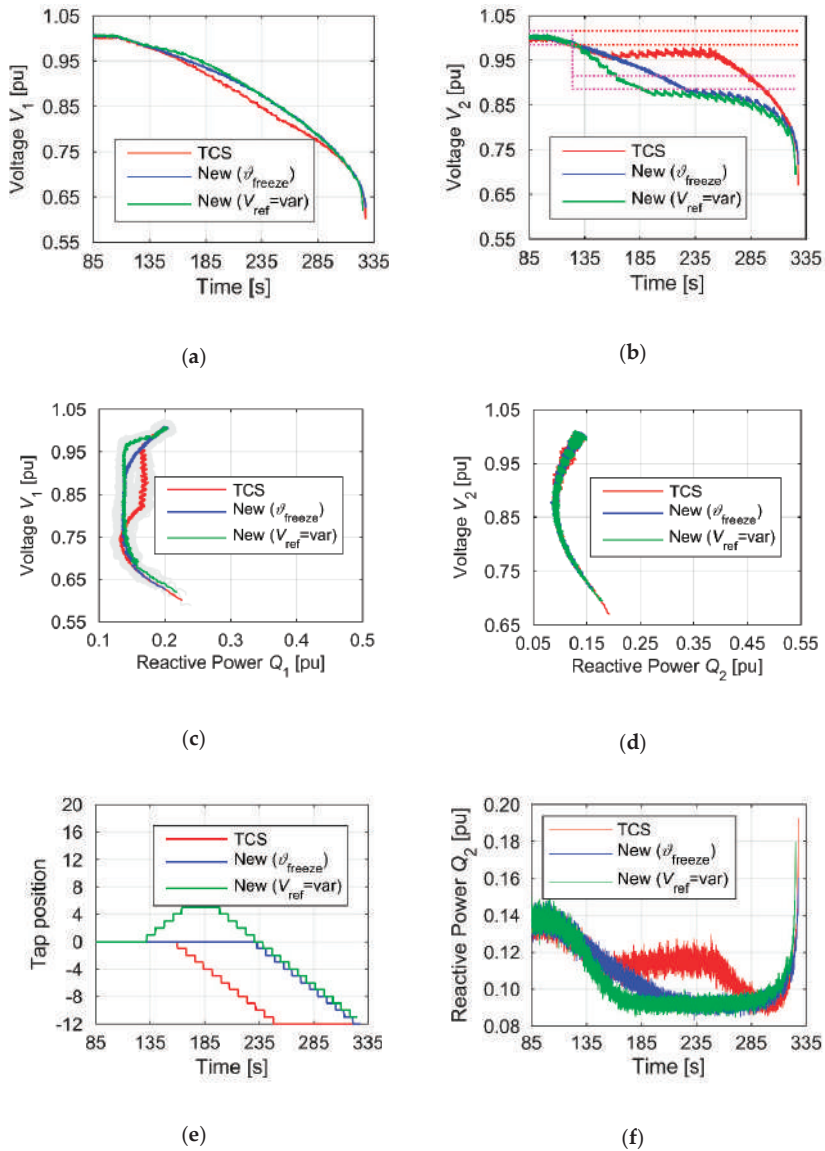 Voltage V1 [pu]
1.05
0.95
0.85
0.75
0.65
0.55
TCS
New (ϑfreeze)
New (Vref=var)
85 135 185 235 285 335
Time [s]
(a)
Voltage V2 [pu]
1.05
0.95
0.85
0.75
0.65
0.55
TCS
New (ϑfreeze)
New (Vref=var)
85 135 185 235 285 335
Time [s]
(b)
Voltage V1 [pu]
1.05
0.95
0.85
0.75
0.65
0.55
TCS
New (ϑfreeze)
New (Vref=var)
0.1 0.2 0.3 0.4 0.5
Reactive Power Q1 [pu]
(c)
Voltage V2 [pu]
1.05
0.95
0.85
0.75
0.65
TCS
New (ϑfreeze)
New (Vref=var)
0.05 0.15 0.25 0.35 0.45 0.55
Reactive Power Q2 [pu]
(d)
Tap position
20
16
12
8
4
0
-4
-8
-12
TCS
New (ϑfreeze)
New (Vref=var)
85 135 185 235 285 335
Time [s]
(e)
Reactive Power Q2 [pu]
0.20
0.18
0.16
0.14
0.12
0.10
0.08
TCS
New (ϑfreeze)
New (Vref=var)
85 135 185 235 285 335
Time [s]
(f)